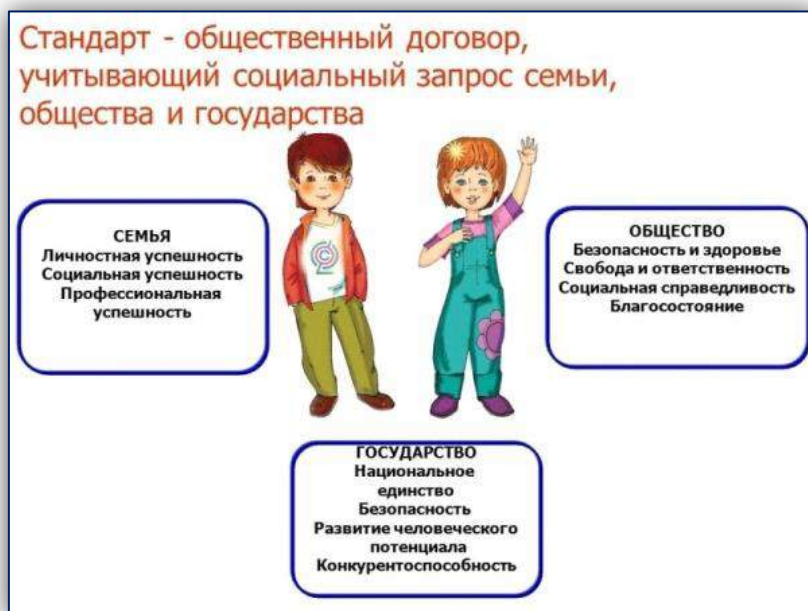 Стандарт - общественный договор,
учитывающий социальный запрос семьи,
общества и государства
СЕМЬЯ
Личностная успешность
Социальная успешность
Профессиональная
успешность
ОБЩЕСТВО
Безопасность и здоровье
Свобода и ответственность
Социальная справедливость
Благосостояние
ГОСУДАРСТВО
Национальное
единство
Безопасность
Развитие человеческого
потенциала
Конкурентоспособность